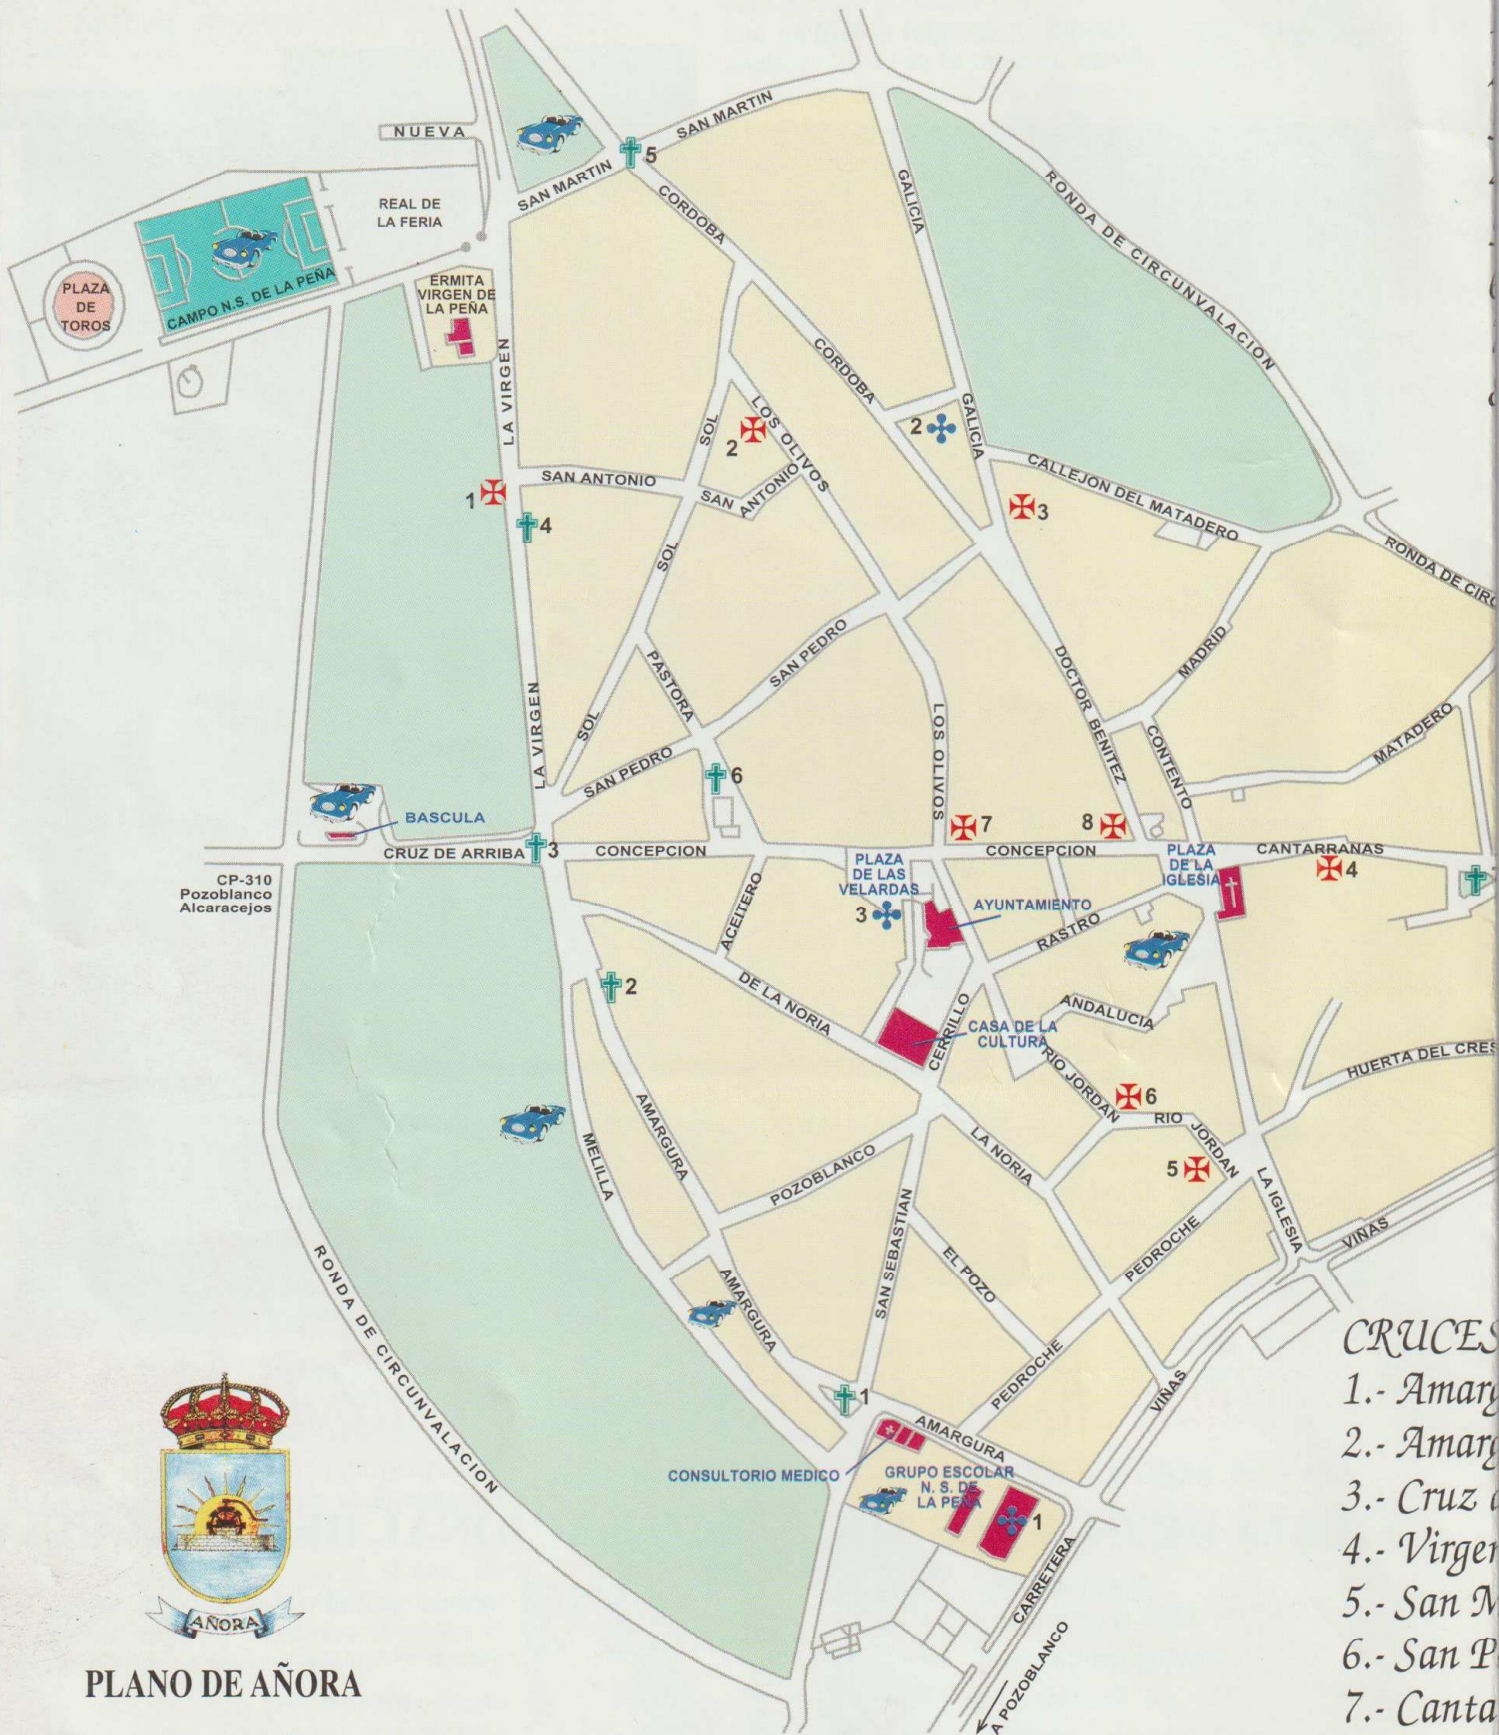 NUEVA
SAN MARTIN
5
SAN MARTIN
CORDOBA
GALICIA
RONDA DE CIRCUNVALACION
REAL DE
LA FERIA
PLAZA
DE
TOROS
CAMPO N.S. DE LA PEÑA
ERMITA
VIRGEN DE
LA PEÑA
LA VIRGEN
CORDOBA
SOL
2
LOS OLIVOS
2
GALICIA
1
SAN ANTONIO
SAN ANTONIO
4
3
CALLEJON DEL MATADERO
RONDA DE CIRC
SOL
PASTORA
SAN PEDRO
DOCTOR BENITEZ
MADRID
LA VIRGEN
SOL
SAN PEDRO
6
LOS OLIVOS
CONTENTO
MATADERO
BASCULA
CRUZ DE ARRIBA
3
CONCEPCION
7
8
CONCEPCION
PLAZA
DE LA
IGLESIA
CANTARRANAS
4
CP-310
Pozoblanco
Alcaracejos
PLAZA
DE LAS
VELARDAS
3
AYUNTAMIENTO
ACEITERO
RASTRO
2
DE LA NORIA
CERRILLO
CASA DE LA
CULTURA
ANDALUCIA
RIO JORDAN
HUERTA DEL CRES
6
RIO JORDAN
5
AMARGURA
MELILLA
POZOBLANCO
LA NORIA
SAN SEBASTIAN
EL POZO
PEDROCHE
LA IGLESIA
VIÑAS
RONDA DE CIRCUNVALACION
AMARGURA
1
PEDROCHE
VIÑAS
AMARGURA
CONSULTORIO MEDICO
GRUPO ESCOLAR
N. S. DE
LA PEÑA
1
CARRETERA
A POZOBLANCO
AÑORA
PLANO DE AÑORA
CRUCES
1.- Amarg
2.- Amarg
3.- Cruz
4.- Virgen
5.- San M
6.- San P
7.- Canta